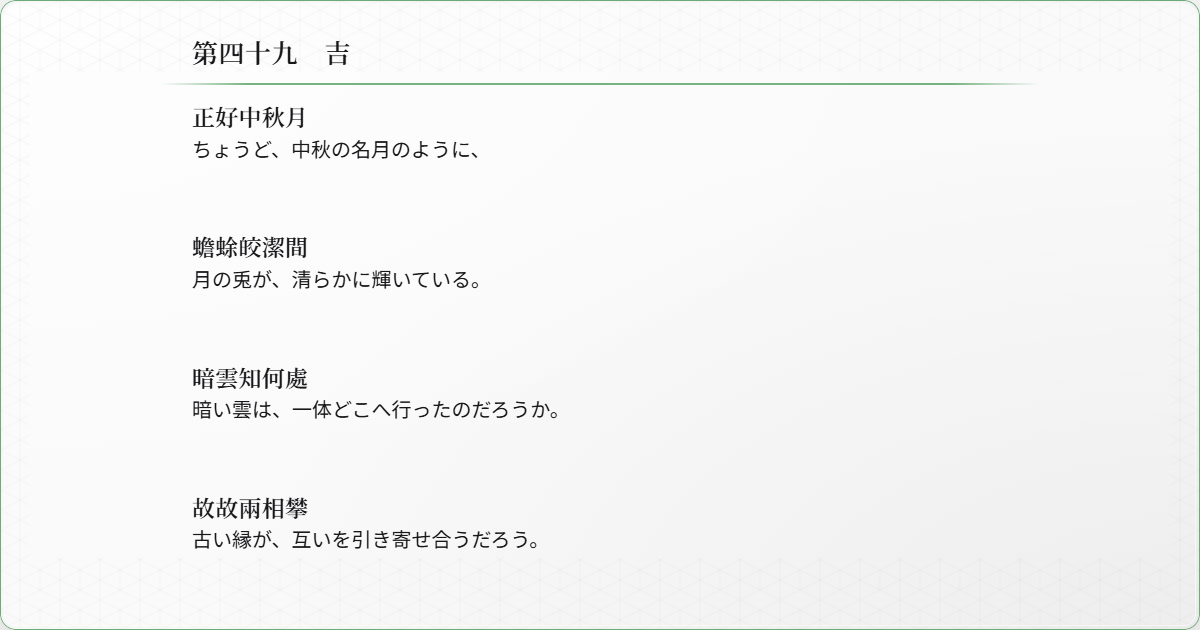 第四十九　吉
正好中秋月
ちょうど、中秋の名月のように、
蟾蜍皎潔間
月の兎が、清らかに輝いている。
暗雲知何處
暗い雲は、一体どこへ行ったのだろうか。
故故兩相攀
古い縁が、互いを引き寄せ合うだろう。